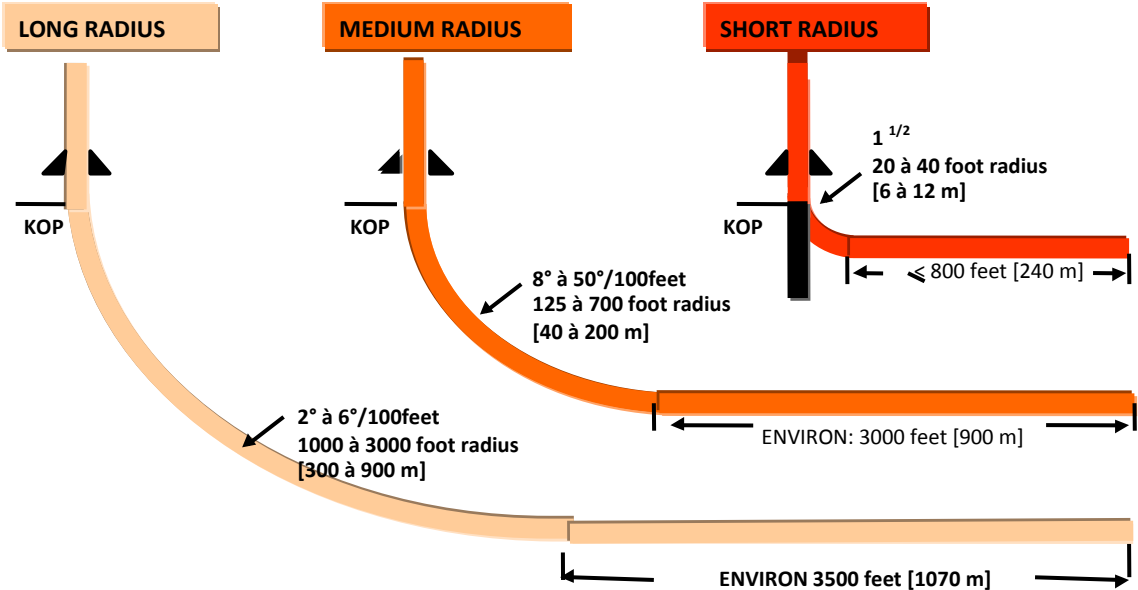 LONG RADIUS
MEDIUM RADIUS
SHORT RADIUS
1 1/2
20 à 40 foot radius
[6 à 12 m]
KOP
KOP
KOP
⩽ 800 feet [240 m]
8° à 50°/100feet
125 à 700 foot radius
[40 à 200 m]
2° à 6°/100feet
1000 à 3000 foot radius
[300 à 900 m]
ENVIRON: 3000 feet [900 m]
ENVIRON 3500 feet [1070 m]